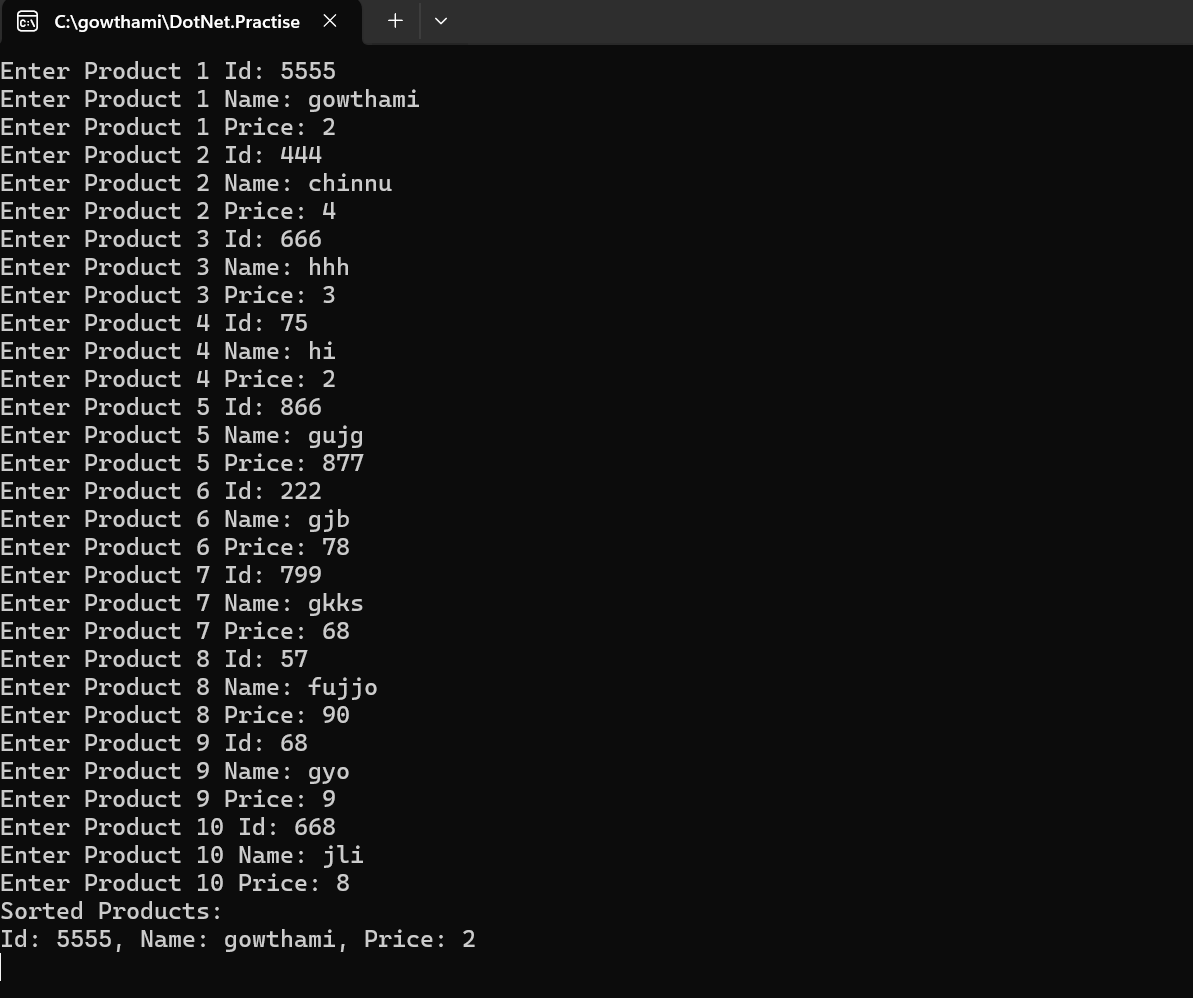 C:\gowthami\DotNet.Practise
Enter Product 1 Id: 5555
Enter Product 1 Name: gowthami
Enter Product 1 Price: 2
Enter Product 2 Id: 444
Enter Product 2 Name: chinnu
Enter Product 2 Price: 4
Enter Product 3 Id: 666
Enter Product 3 Name: hhh
Enter Product 3 Price: 3
Enter Product 4 Id: 75
Enter Product 4 Name: hi
Enter Product 4 Price: 2
Enter Product 5 Id: 866
Enter Product 5 Name: gujg
Enter Product 5 Price: 877
Enter Product 6 Id: 222
Enter Product 6 Name: gjb
Enter Product 6 Price: 78
Enter Product 7 Id: 799
Enter Product 7 Name: gkks
Enter Product 7 Price: 68
Enter Product 8 Id: 57
Enter Product 8 Name: fujjo
Enter Product 8 Price: 90
Enter Product 9 Id: 68
Enter Product 9 Name: gyo
Enter Product 9 Price: 9
Enter Product 10 Id: 668
Enter Product 10 Name: jli
Enter Product 10 Price: 8
Sorted Products:
Id: 5555, Name: gowthami, Price: 2